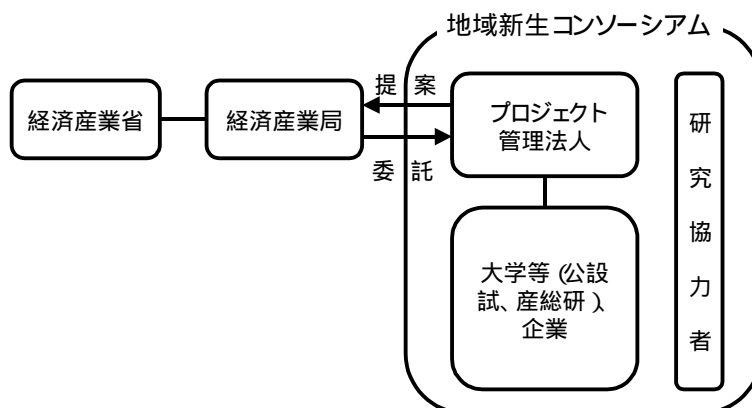 地域新生コンソーシアム
提案
経済産業省
経済産業局
プロジェクト
管理法人
委託
大学等(公設
試、産総研)、
企業
研究協力者